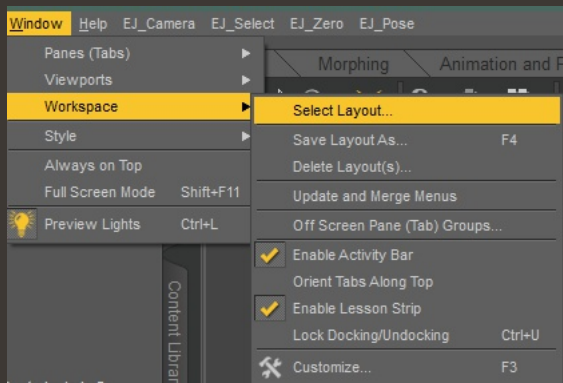 Window Help EJ_Camera EJ_Select EJ_Zero EJ_Pose
Panes (Tabs)
Morphing Animation and
Viewports
Workspace
Select Layout...
Style
Save Layout As... F4
Always on Top
Delete Layout(s)...
Full Screen Mode Shift+F11
Update and Merge Menus
Preview Lights Ctrl+L
Off Screen Pane (Tab) Groups...
Enable Activity Bar
Orient Tabs Along Top
Content Librar
Enable Lesson Strip
Lock Docking/Undocking Ctrl+U
Customize... F3